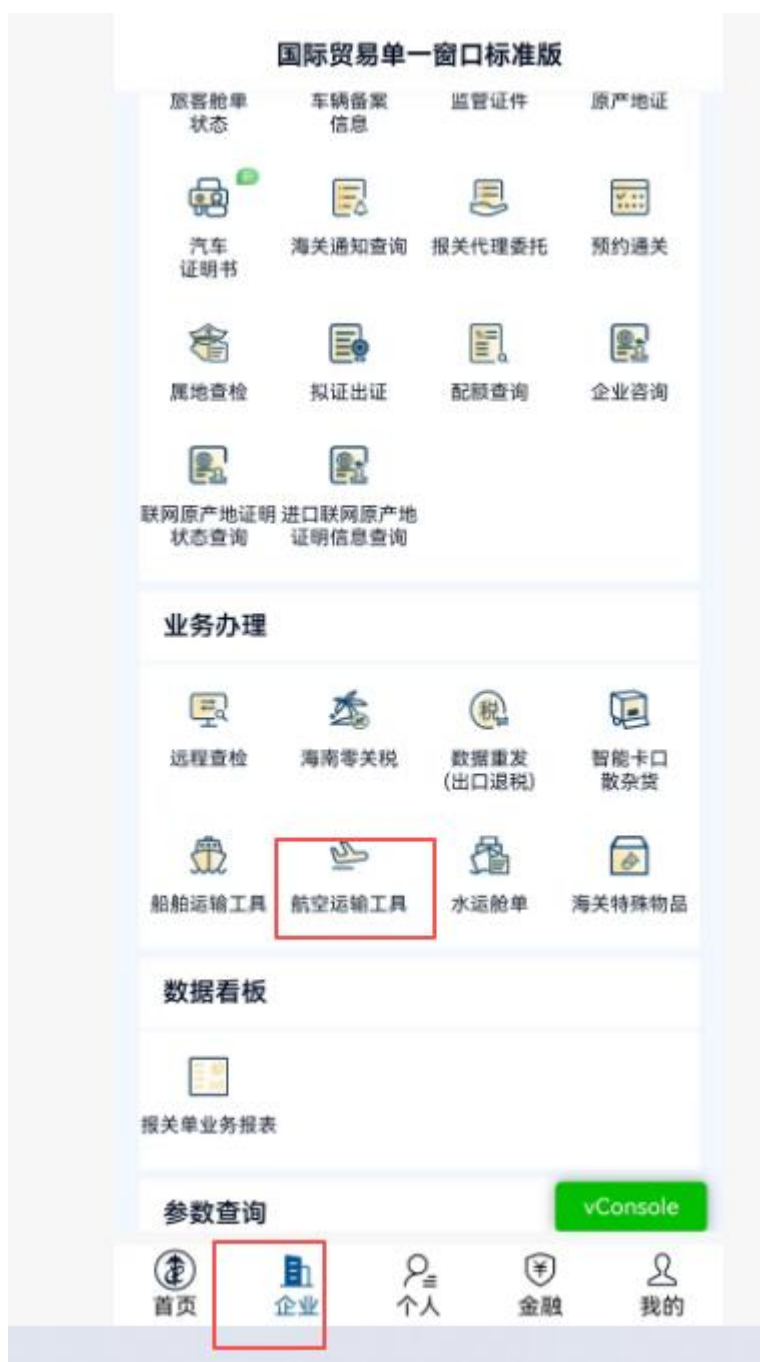 国际贸易单一窗口标准版
旅客舱单 车辆备案 监管证件 原产地证
状态 信息
汽车 海关通知查询 报关代理委托 预约通关
证明书
属地查检 拟证出证 配额查询 企业咨询
联网原产地证明 进口联网原产地
状态查询 证明信息查询
业务办理
税
远程查检 海南零关税 数据重发 智能卡口
(出口退税) 散杂货
船舶运输工具 航空运输工具 水运舱单 海关特殊物品
数据看板
报关单业务报表
参数查询 vConsole
首页 企业 个人 金融 我的